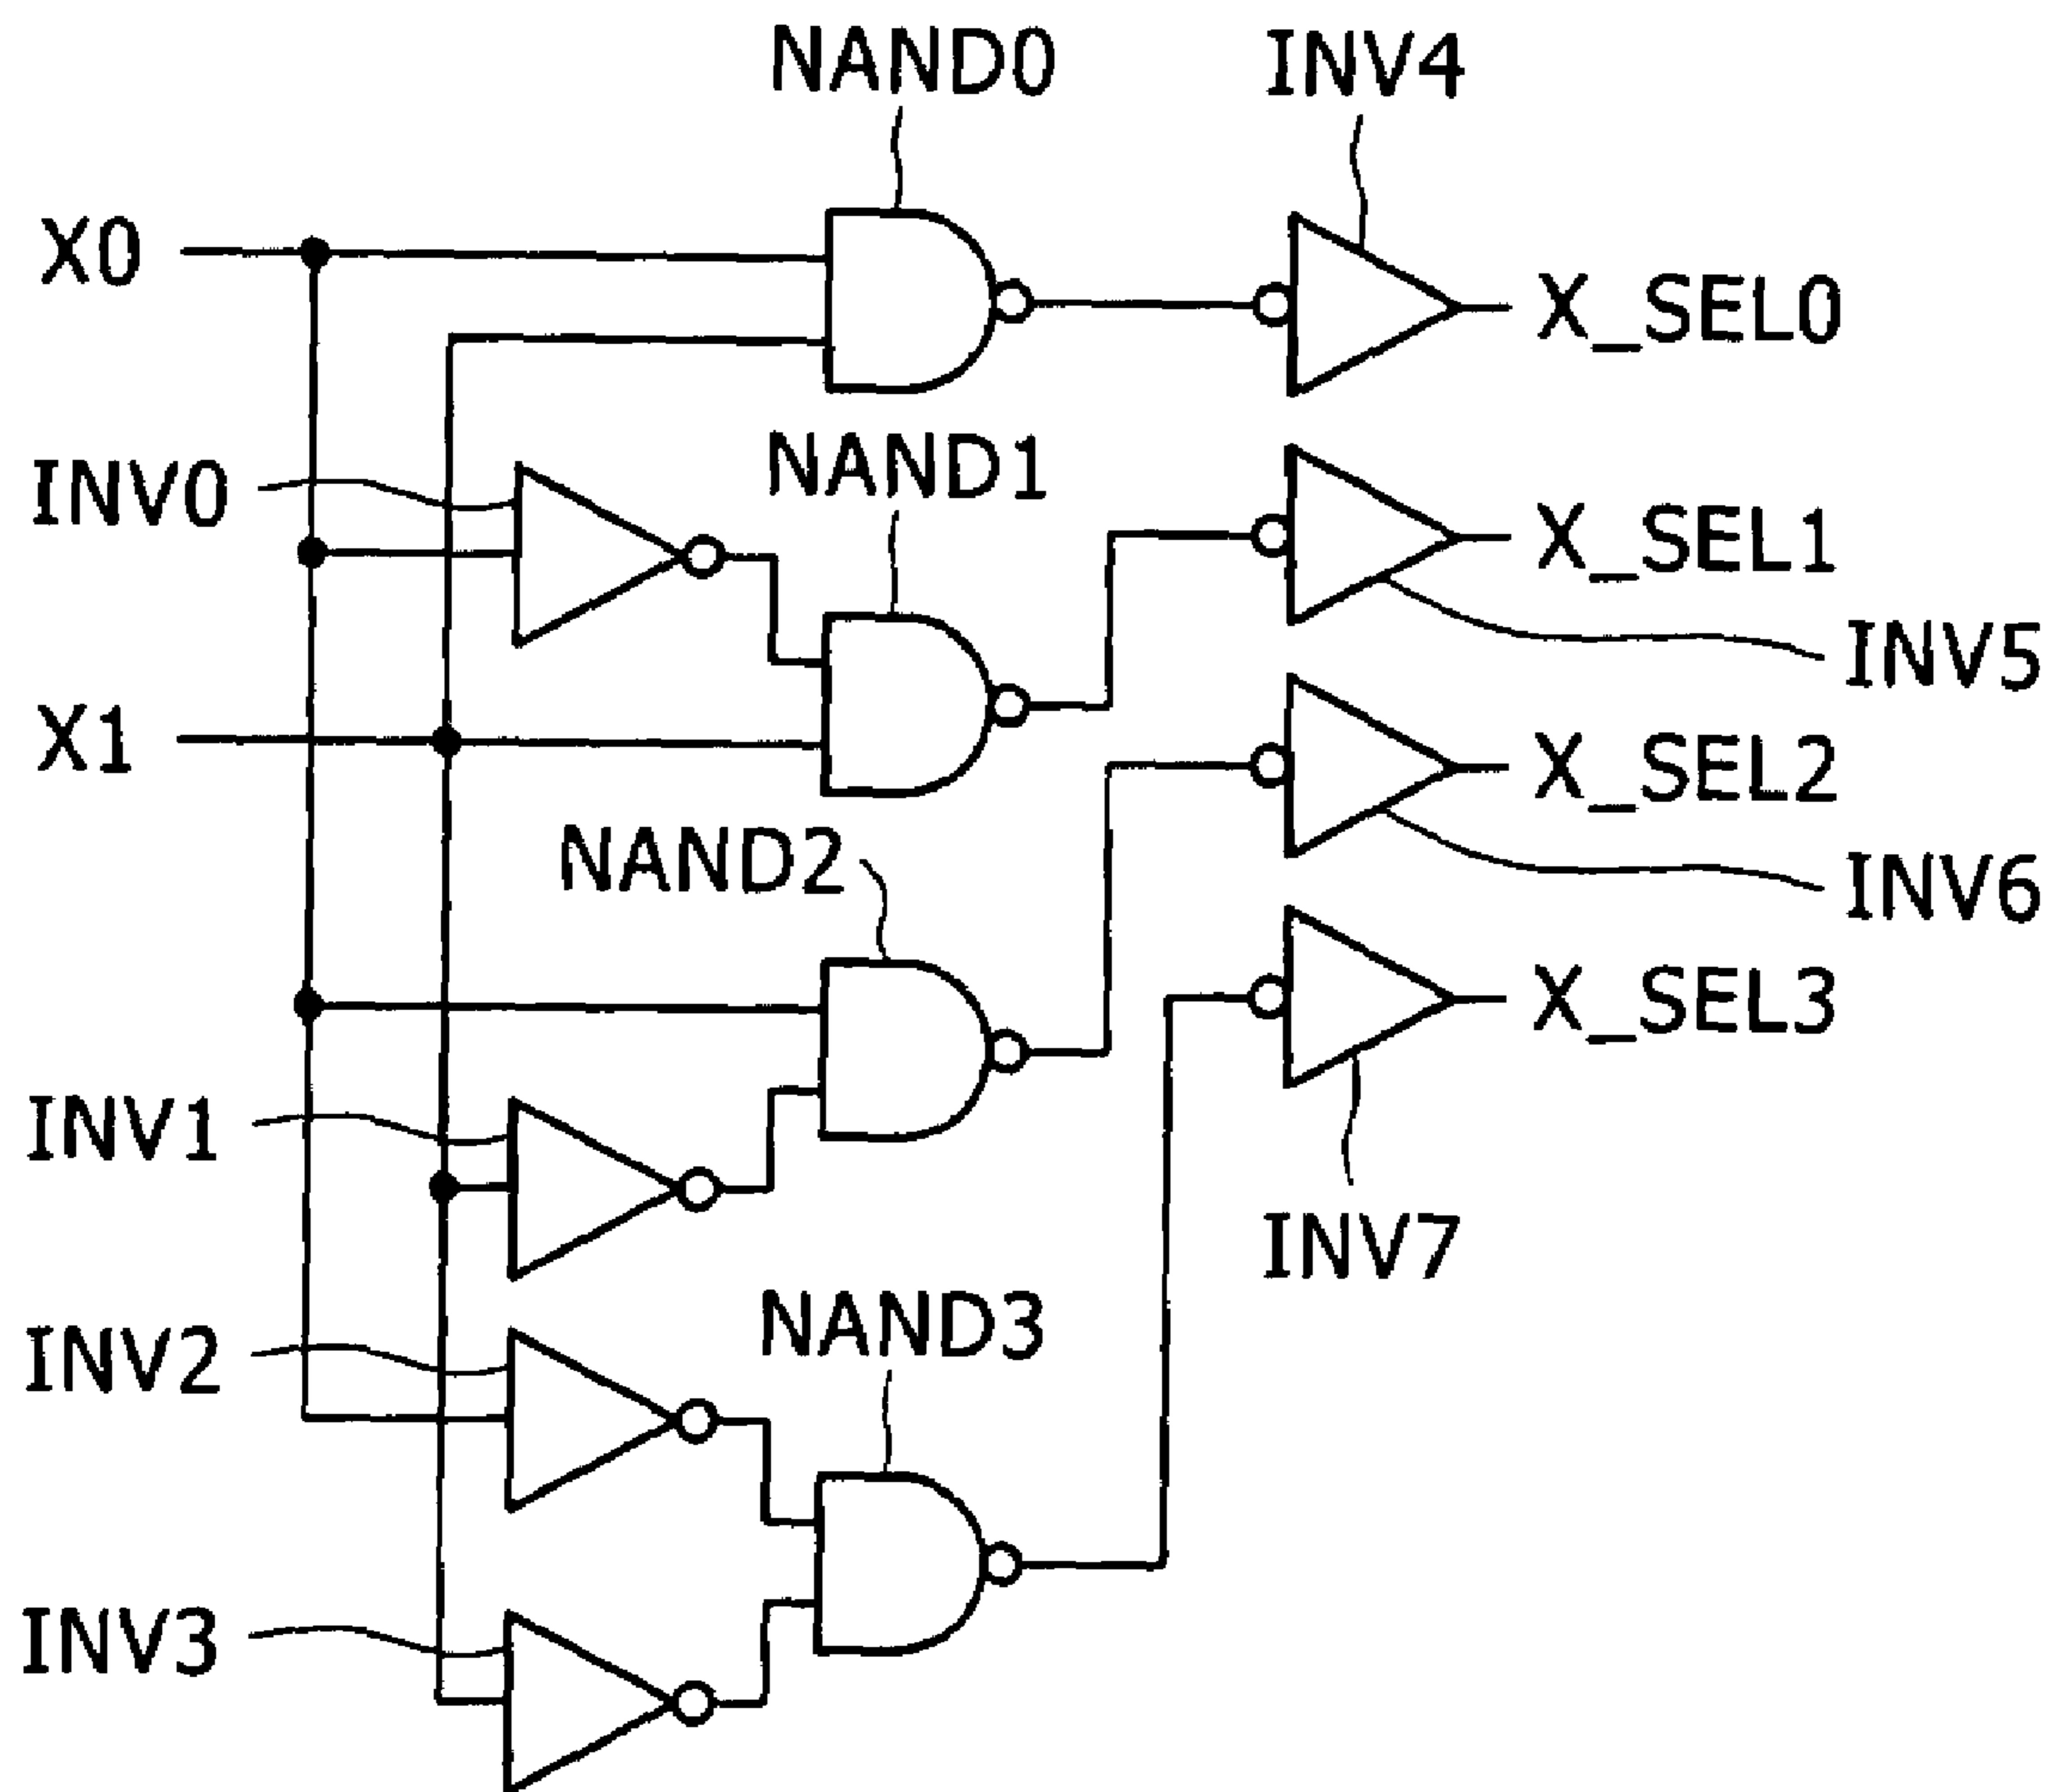 NAND0
INV4
X0
X_SEL0
INV0
NAND1
X_SEL1
INV5
X1
X_SEL2
NAND2
INV6
X_SEL3
INV1
INV7
NAND3
INV2
INV3